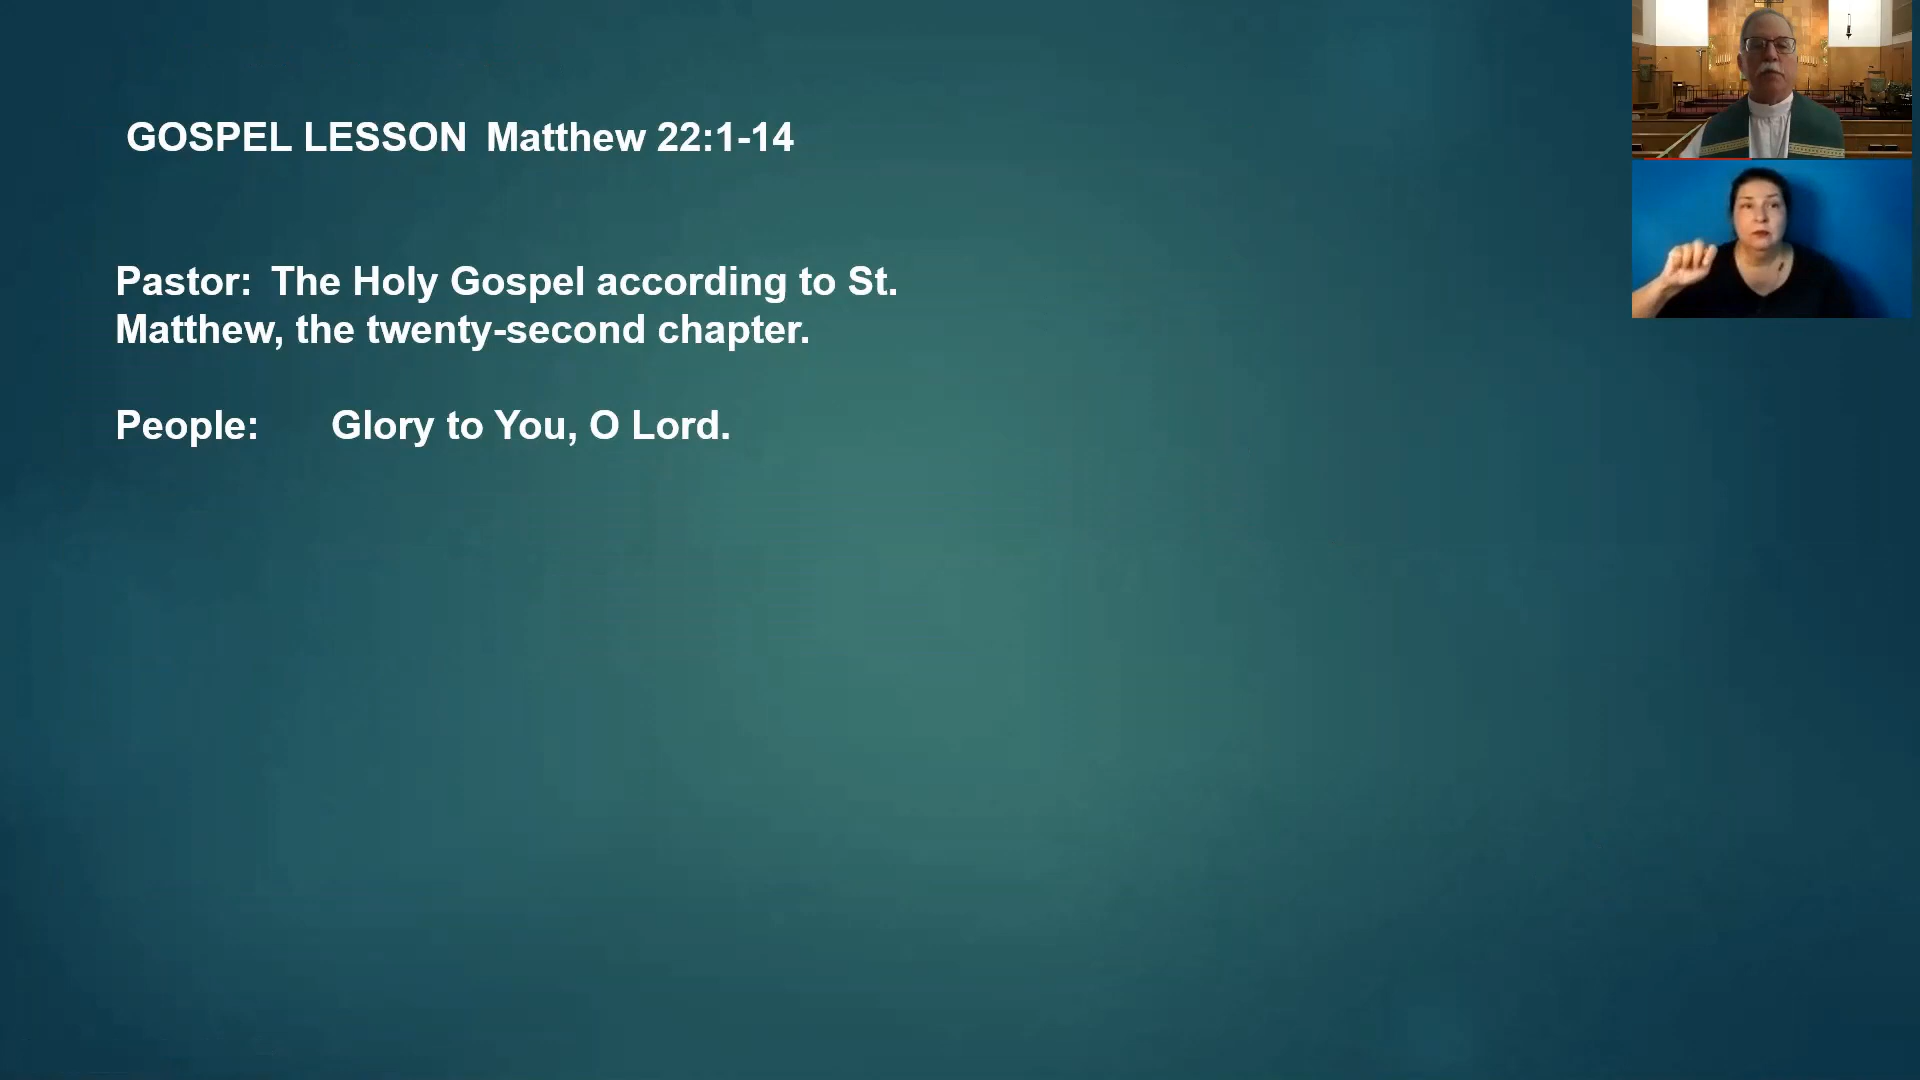 GOSPEL LESSON Matthew 22:1-14
Pastor: The Holy Gospel according to St.
Matthew, the twenty-second chapter.
People: Glory to You, O Lord.